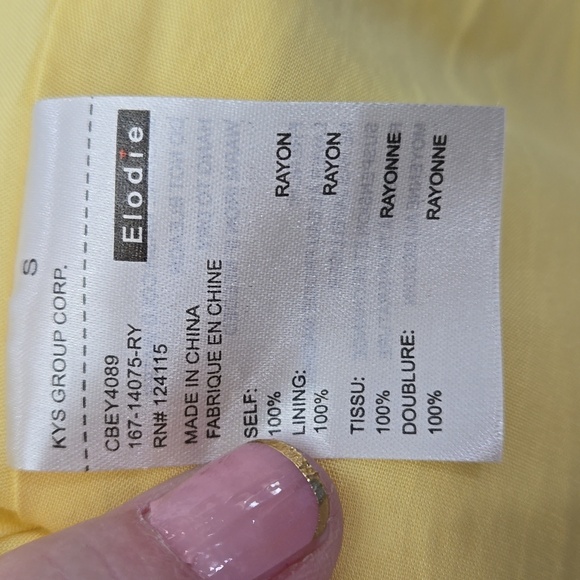 S
KYS GROUP CORP.
Elodie
CBEY4089
167-14075-RY
RN# 124115
MADE IN CHINA
FABRIQUE EN CHINE
SELF:
100% RAYON
LINING:
100% RAYON
TISSU:
100% RAYONNE
DOUBLURE:
100% RAYONNE